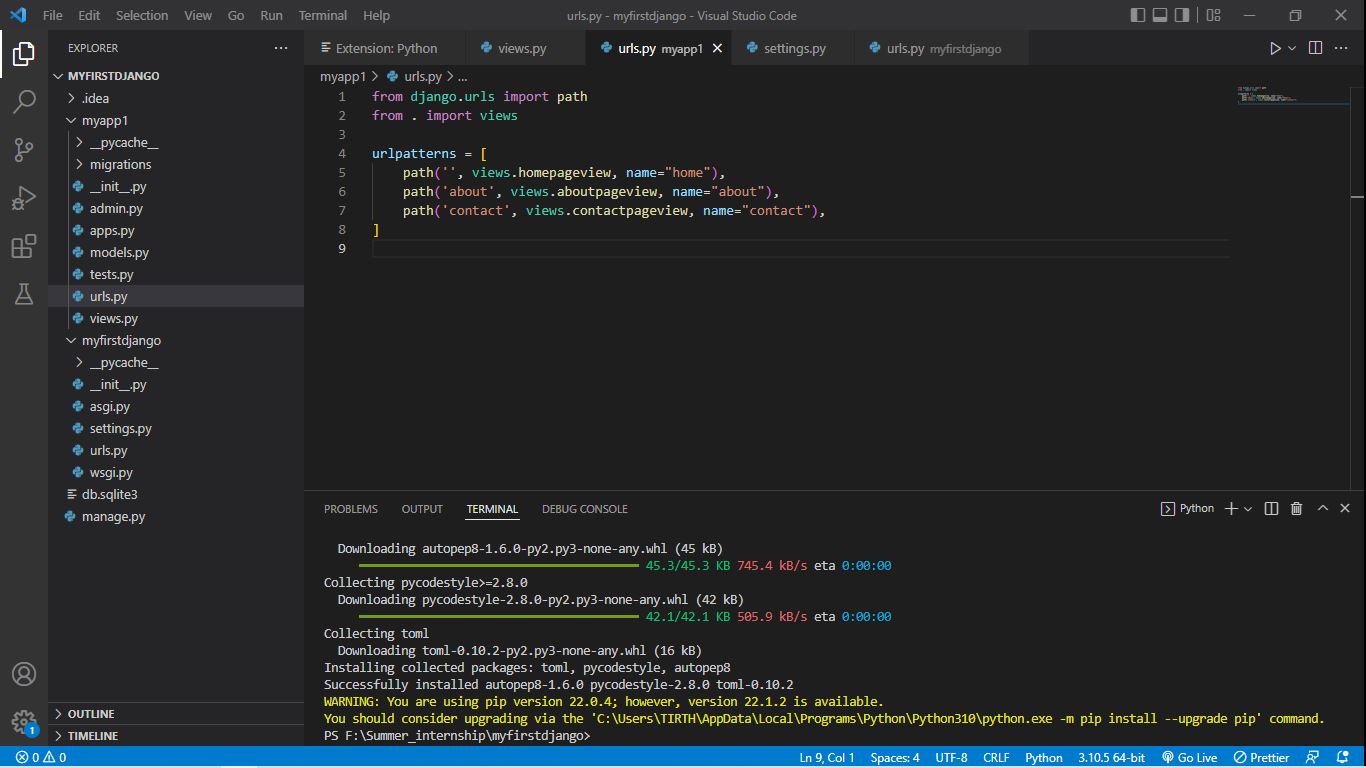 File Edit Selection View Go Run Terminal Help
urls.py - myfirstdjango - Visual Studio Code
EXPLORER
MYFIRSTDJANGO
.idea
myapp1
__pycache__
migrations
__init__.py
admin.py
apps.py
models.py
tests.py
urls.py
views.py
myfirstdjango
__pycache__
__init__.py
asgi.py
settings.py
urls.py
wsgi.py
db.sqlite3
manage.py
OUTLINE
TIMELINE
1
Extension: Python
views.py
urls.py myapp1
settings.py
urls.py myfirstdjango
myapp1 > urls.py > ...
1 from django.urls import path
2 from . import views
3
4 urlpatterns = [
5     path('', views.homepageview, name="home"),
6     path('about', views.aboutpageview, name="about"),
7     path('contact', views.contactpageview, name="contact"),
8 ]
9
PROBLEMS OUTPUT TERMINAL DEBUG CONSOLE
Python
Downloading autopep8-1.6.0-py2.py3-none-any.whl (45 kB)
45.3/45.3 KB 745.4 kB/s eta 0:00:00
Collecting pycodestyle>=2.8.0
Downloading pycodestyle-2.8.0-py2.py3-none-any.whl (42 kB)
42.1/42.1 KB 505.9 kB/s eta 0:00:00
Collecting toml
Downloading toml-0.10.2-py2.py3-none-any.whl (16 kB)
Installing collected packages: toml, pycodestyle, autopep8
Successfully installed autopep8-1.6.0 pycodestyle-2.8.0 toml-0.10.2
WARNING: You are using pip version 22.0.4; however, version 22.1.2 is available.
You should consider upgrading via the 'C:\Users\TIRTH\AppData\Local\Programs\Python\Python310\python.exe -m pip install --upgrade pip' command.
PS F:\Summer_internship\myfirstdjango>
0 0
Ln 9, Col 1 Spaces: 4 UTF-8 CRLF Python 3.10.5 64-bit Go Live Prettier